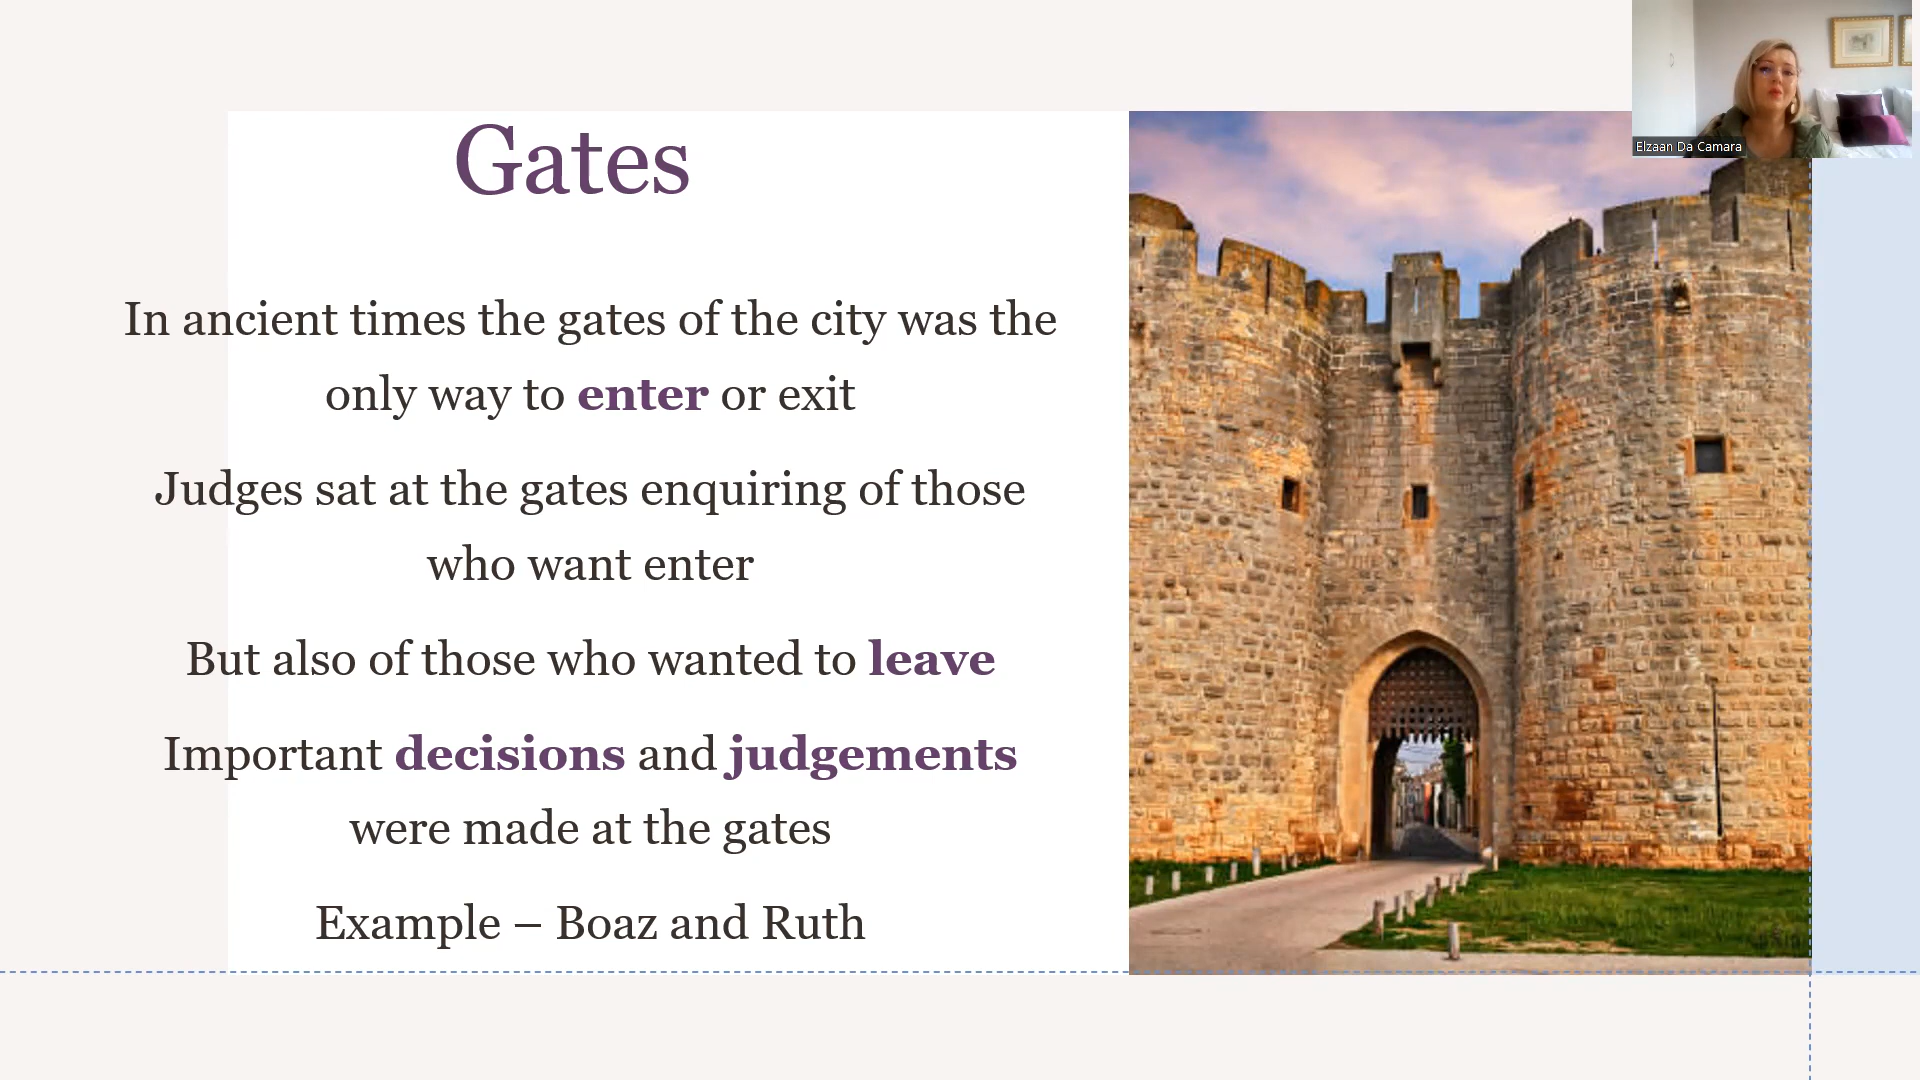 Gates
In ancient times the gates of the city was the
only way to enter or exit
Judges sat at the gates enquiring of those
who want enter
But also of those who wanted to leave
Important decisions and judgements
were made at the gates
Example – Boaz and Ruth
Elzaan Da Camara